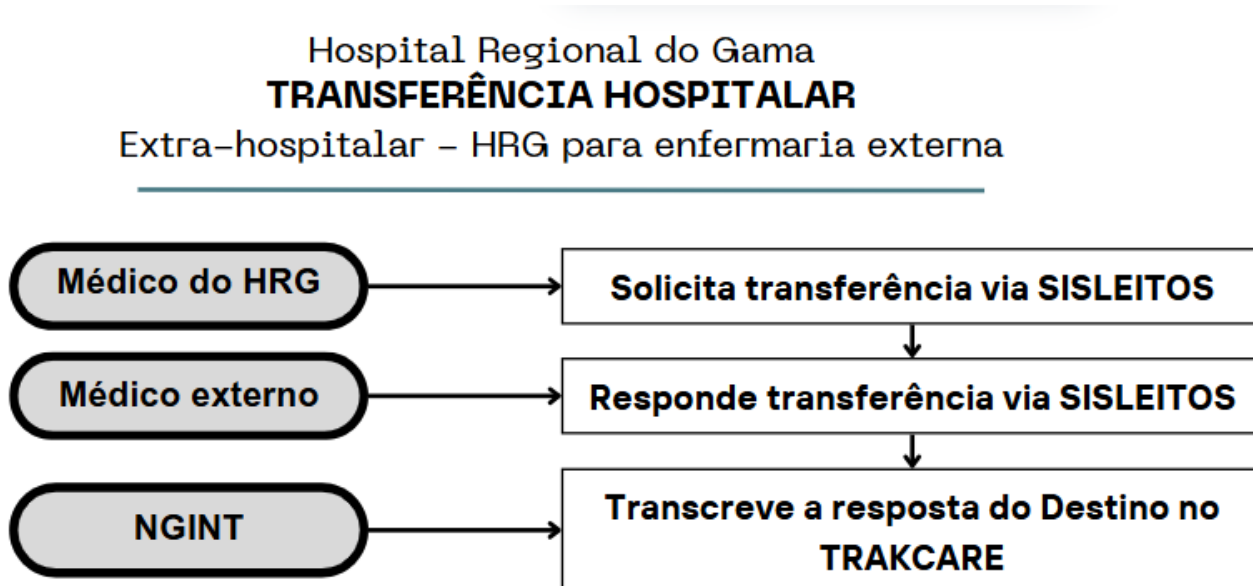 Hospital Regional do Gama
TRANSFERÊNCIA HOSPITALAR
Extra-hospitalar - HRG para enfermaria externa
Médico do HRG
Solicita transferência via SISLEITOS
Médico externo
Responde transferência via SISLEITOS
NGINT
Transcreve a resposta do Destino no
TRAKCARE